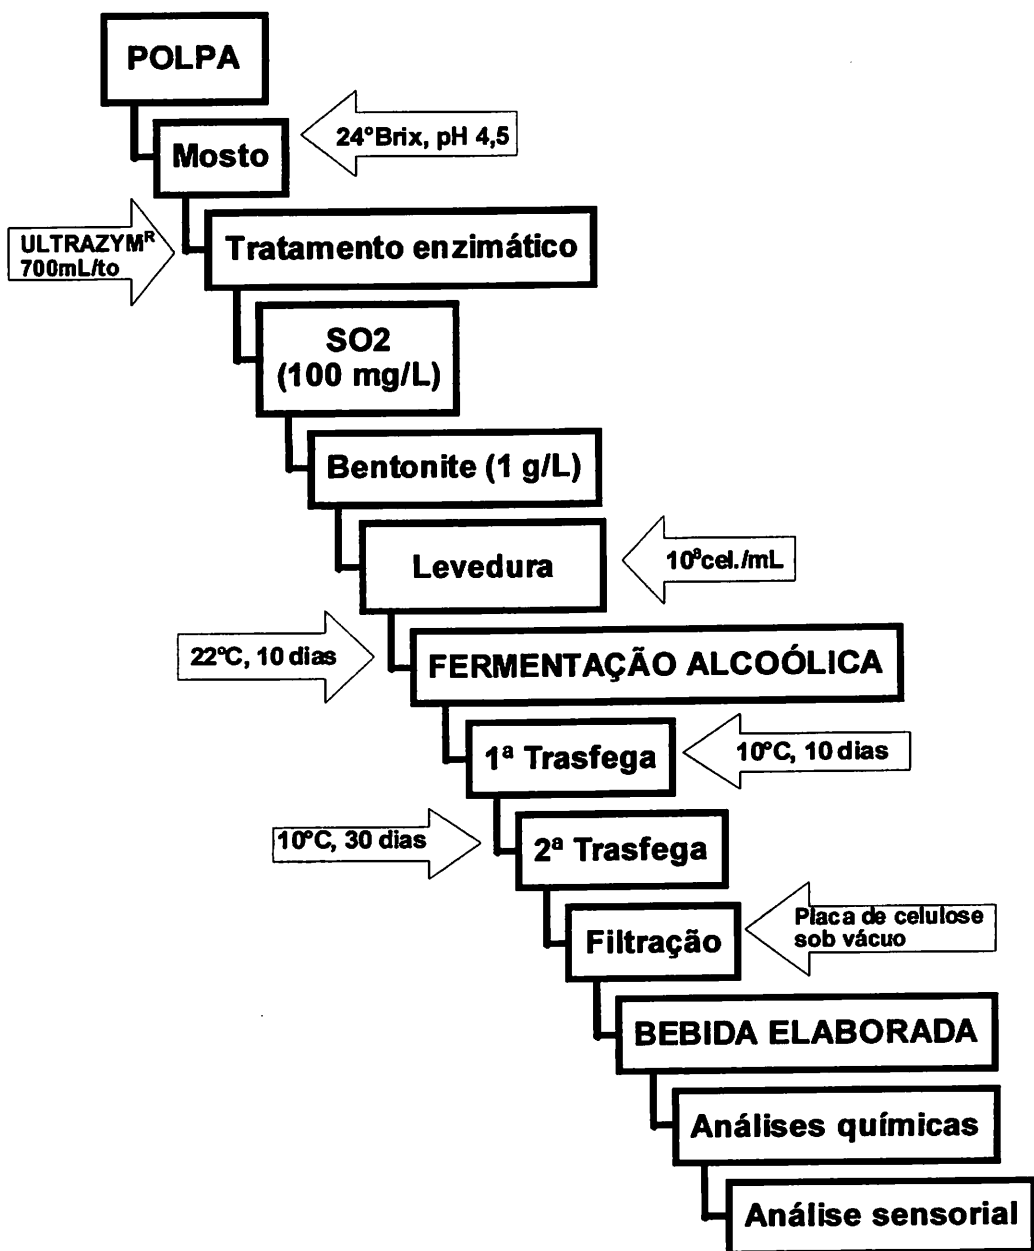 POLPA
24°Brix, pH 4,5
Mosto
ULTRAZYMᴿ
700mL/to
Tratamento enzimático
SO2
(100 mg/L)
Bentonite (1 g/L)
Levedura
10⁸cel./mL
22°C, 10 dias
FERMENTAÇÃO ALCOÓLICA
1ª Trasfega
10°C, 10 dias
10°C, 30 dias
2ª Trasfega
Placa de celulose
sob vácuo
Filtração
BEBIDA ELABORADA
Análises químicas
Análise sensorial